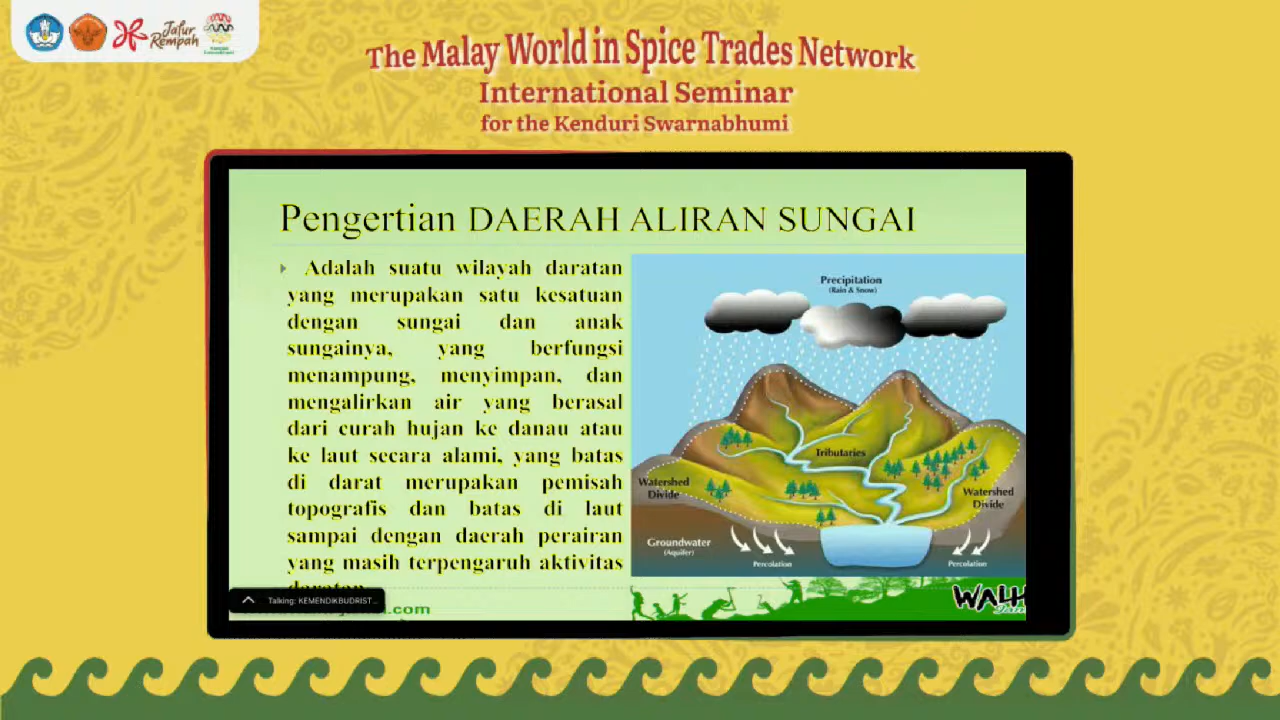 Jalur
Rempah
The Malay World in Spice Trades Network
International Seminar
for the Kenduri Swarnabhumi
Pengertian DAERAH ALIRAN SUNGAI
Adalah suatu wilayah daratan
yang merupakan satu kesatuan
dengan sungai dan anak
sungainya, yang berfungsi
menampung, menyimpan, dan
mengalirkan air yang berasal
dari curah hujan ke danau atau
ke laut secara alami, yang batas
di darat merupakan pemisah
topografis dan batas di laut
sampai dengan daerah perairan
yang masih terpengaruh aktivitas
Precipitation
(Rain & Snow)
Tributaries
Watershed
Divide
Watershed
Divide
Groundwater
(Aquifer)
Percolation
Percolation
Talking: KEMENDIKBUDRIST...
.com
WALH